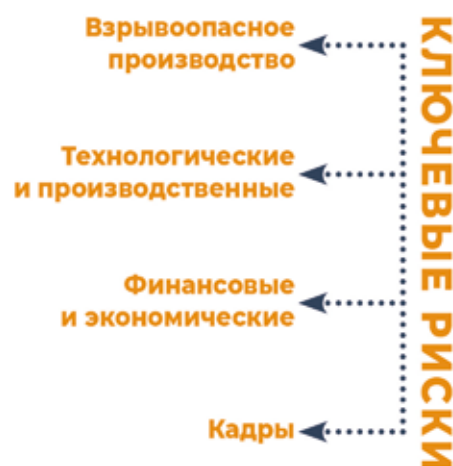 КЛЮЧЕВЫЕ РИСКИ
Взрывоопасное
производство
Технологические
и производственные
Финансовые
и экономические
Кадры